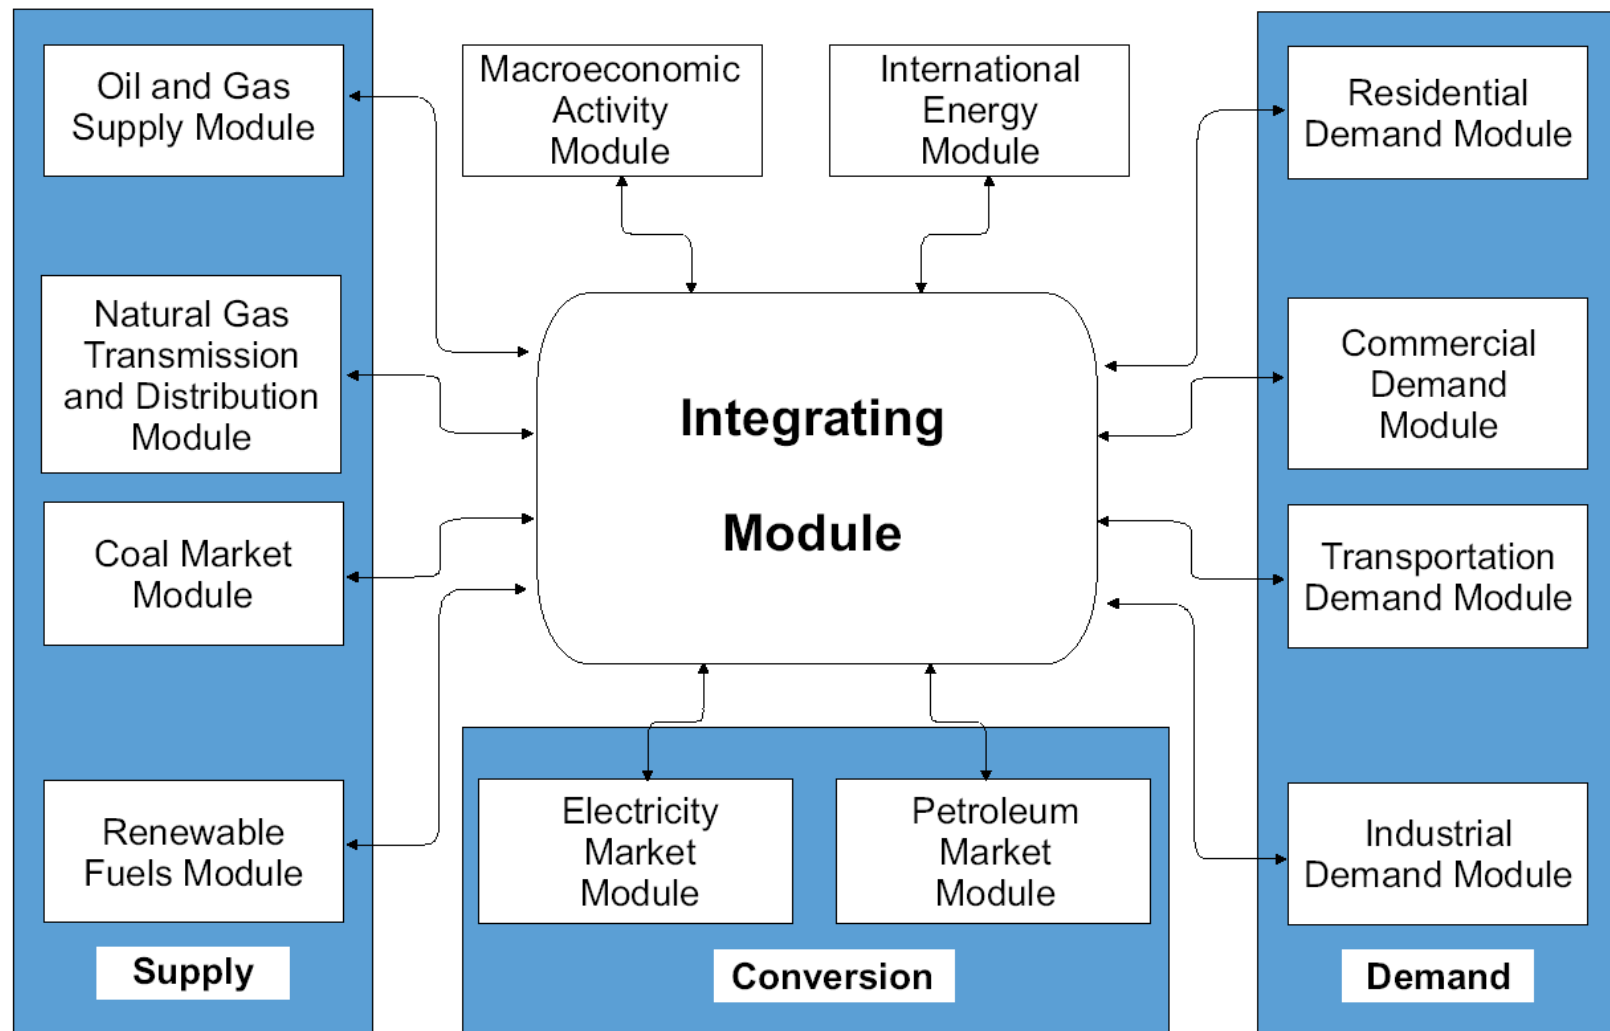 Oil and Gas
Supply Module
Natural Gas
Transmission
and Distribution
Module
Coal Market
Module
Renewable
Fuels Module
Supply
Macroeconomic
Activity
Module
International
Energy
Module
Integrating
Module
Electricity
Market
Module
Petroleum
Market
Module
Conversion
Residential
Demand Module
Commercial
Demand
Module
Transportation
Demand Module
Industrial
Demand Module
Demand